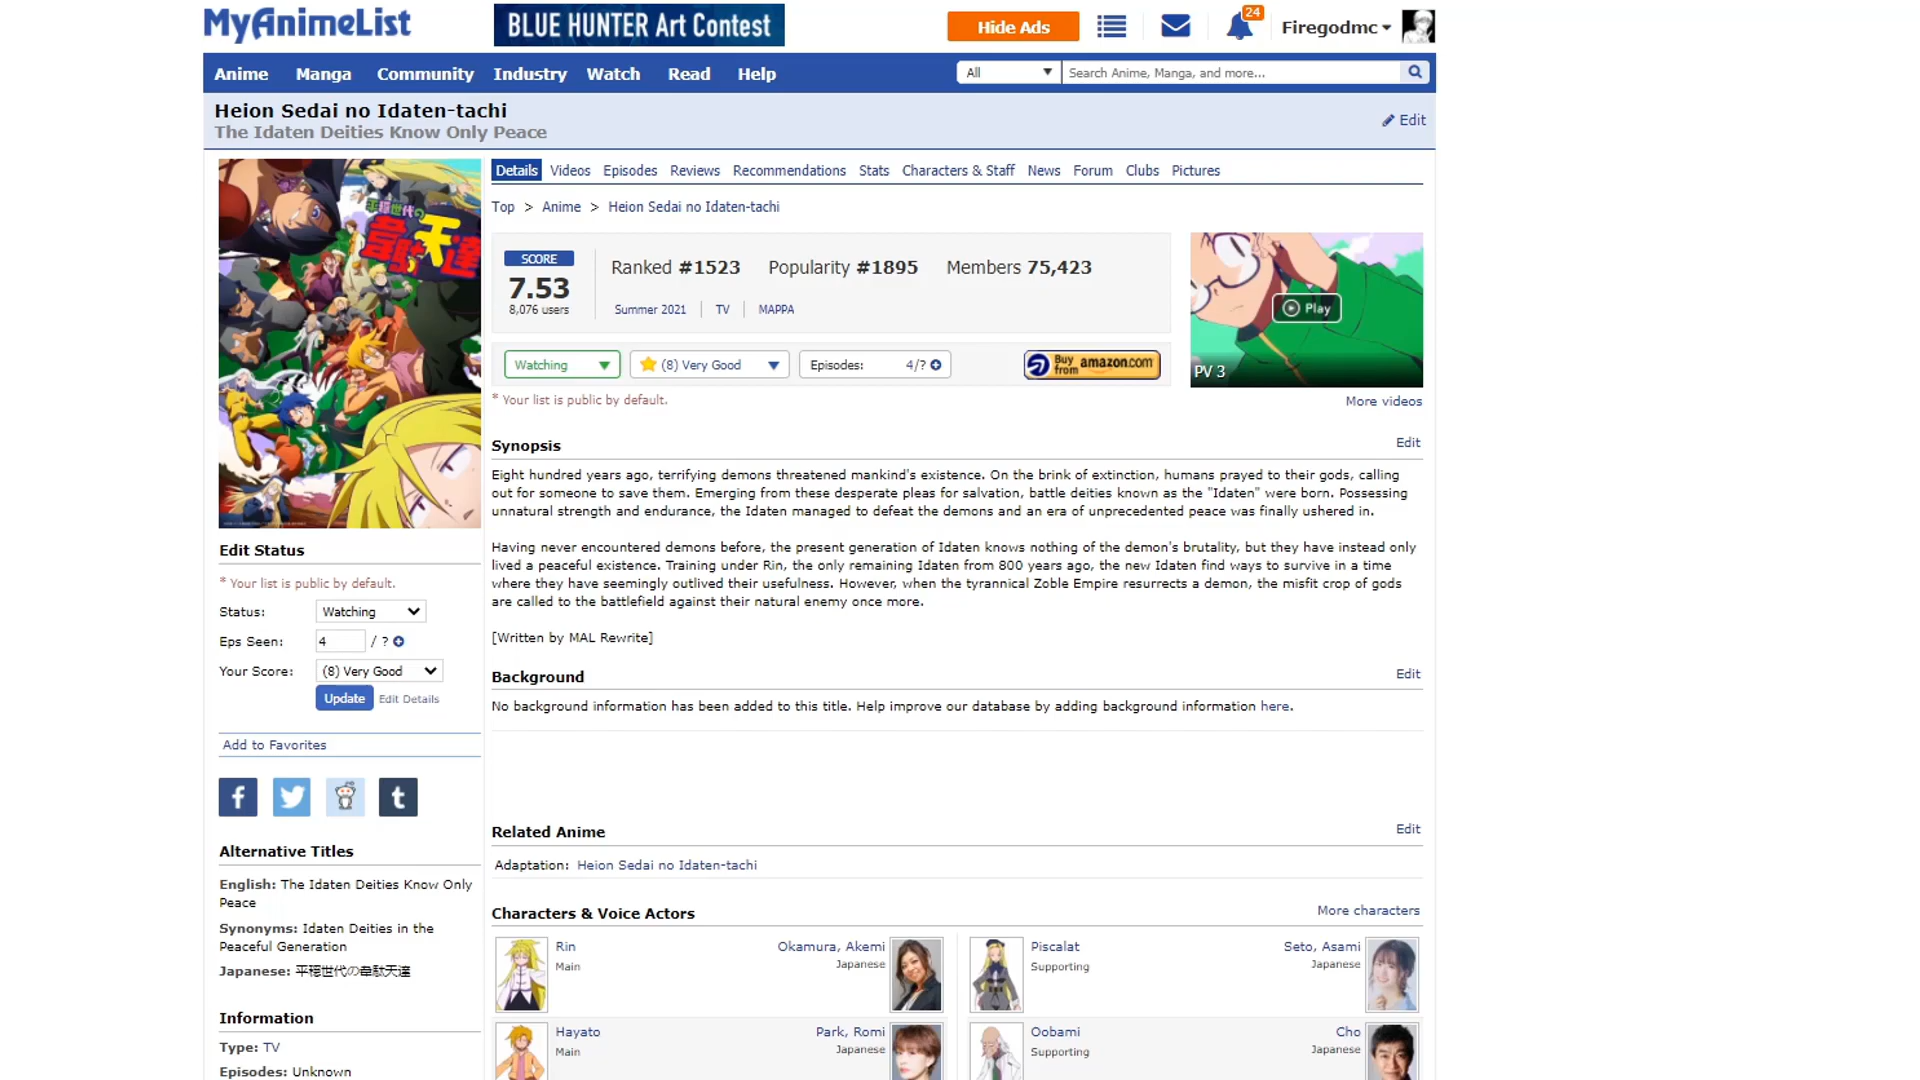 MyAnimeList
BLUE HUNTER Art Contest
Hide Ads
24
Firegodmc
Anime Manga Community Industry Watch Read Help
All
Search Anime, Manga, and more...
Heion Sedai no Idaten-tachi
The Idaten Deities Know Only Peace
Edit
平穏世代の
韋駄天達
Details Videos Episodes Reviews Recommendations Stats Characters & Staff News Forum Clubs Pictures
Top > Anime > Heion Sedai no Idaten-tachi
SCORE
7.53
8,076 users
Ranked #1523 Popularity #1895 Members 75,423
Summer 2021 | TV | MAPPA
Watching
(8) Very Good
Episodes: 4/?
Buy from amazon.com
* Your list is public by default.
Play
PV 3
More videos
Synopsis
Edit
Eight hundred years ago, terrifying demons threatened mankind's existence. On the brink of extinction, humans prayed to their gods, calling
out for someone to save them. Emerging from these desperate pleas for salvation, battle deities known as the "Idaten" were born. Possessing
unnatural strength and endurance, the Idaten managed to defeat the demons and an era of unprecedented peace was finally ushered in.
Having never encountered demons before, the present generation of Idaten knows nothing of the demon's brutality, but they have instead only
lived a peaceful existence. Training under Rin, the only remaining Idaten from 800 years ago, the new Idaten find ways to survive in a time
where they have seemingly outlived their usefulness. However, when the tyrannical Zoble Empire resurrects a demon, the misfit crop of gods
are called to the battlefield against their natural enemy once more.
[Written by MAL Rewrite]
Background
Edit
No background information has been added to this title. Help improve our database by adding background information here.
Related Anime
Edit
Adaptation: Heion Sedai no Idaten-tachi
Characters & Voice Actors
More characters
Rin
Main
Okamura, Akemi
Japanese
Piscalat
Supporting
Seto, Asami
Japanese
Hayato
Main
Park, Romi
Japanese
Oobami
Supporting
Cho
Japanese
Edit Status
* Your list is public by default.
Status: Watching
Eps Seen: 4 / ?
Your Score: (8) Very Good
Update Edit Details
Add to Favorites
Alternative Titles
English: The Idaten Deities Know Only
Peace
Synonyms: Idaten Deities in the
Peaceful Generation
Japanese: 平穏世代の韋駄天達
Information
Type: TV
Episodes: Unknown